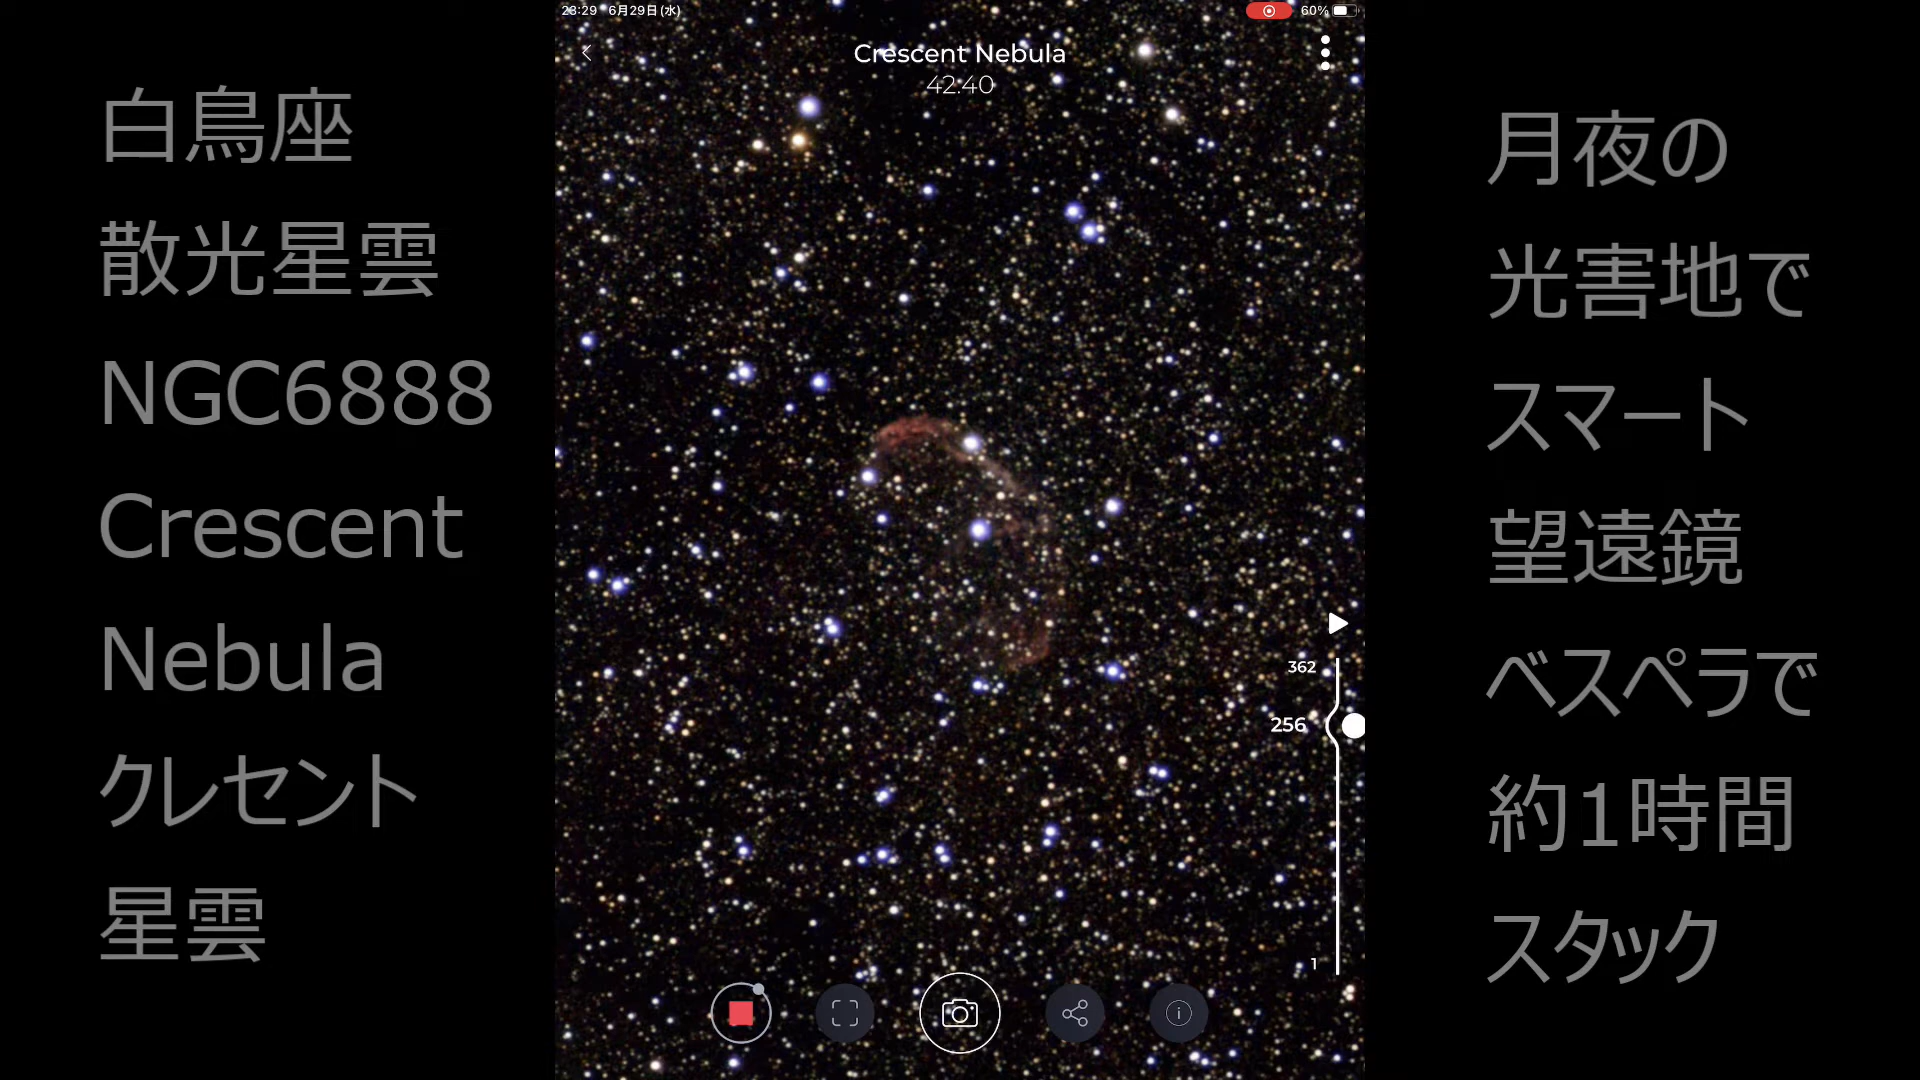 白鳥座
散光星雲
NGC6888
Crescent
Nebula
クレセント
星雲
23:29 6月29日(水)
60%
Crescent Nebula
42:40
362
256
1
月夜の
光害地で
スマート
望遠鏡
ベスペラで
約1時間
スタック